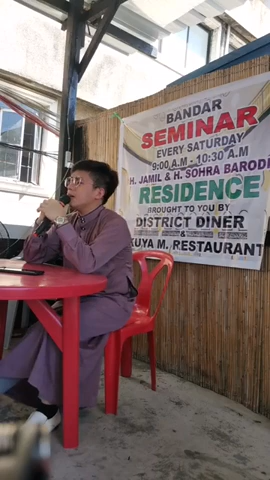 BANDAR
SEMINAR
EVERY SATURDAY
9:00 A.M - 10:30 A.M
H. JAMIL & H. SOHRA BARODI
RESIDENCE
BROUGHT TO YOU BY
DISTRICT DINER
&
KUYA M. RESTAURANT